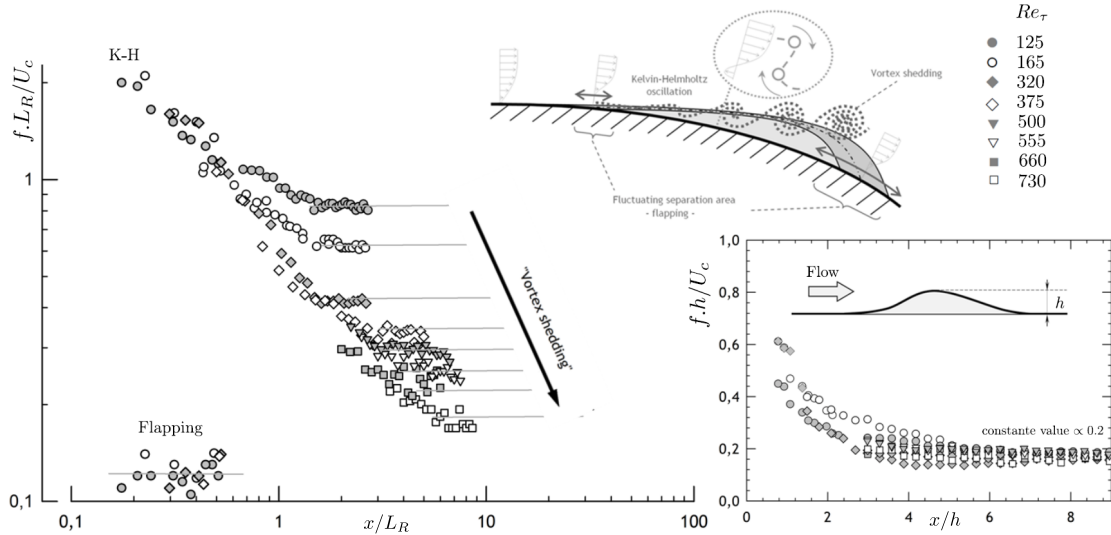 K-H
f.L_R/U_c
1
0,1
Flapping
0,1
1
10
100
x/L_R
"Vortex shedding"
Kelvin-Helmholtz
oscillation
Vortex shedding
Fluctuating separation area
- flapping -
Re_τ
125
165
320
375
500
555
660
730
f.h/U_c
1,0
0,8
0,6
0,4
0,2
0,0
Flow
h
constante value ∝ 0.2
0
2
4
6
8
x/h